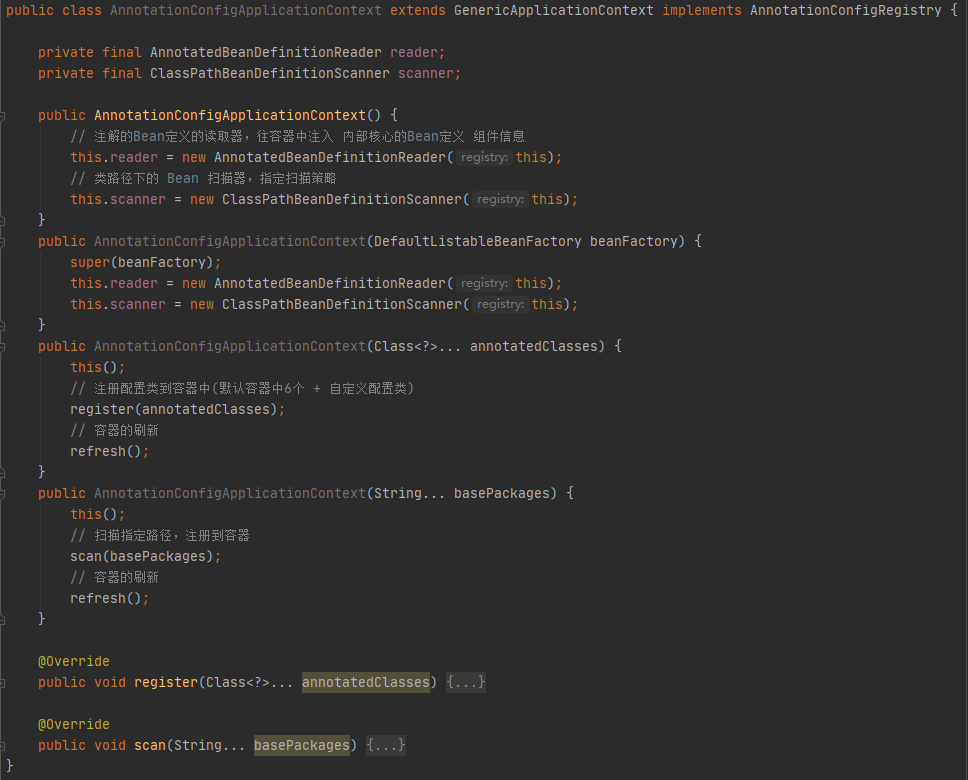 public class AnnotationConfigApplicationContext extends GenericApplicationContext implements AnnotationConfigRegistry {
private final AnnotatedBeanDefinitionReader reader;
private final ClassPathBeanDefinitionScanner scanner;
public AnnotationConfigApplicationContext() {
// 注解的Bean定义的读取器，往容器中注入 内部核心的Bean定义 组件信息
this.reader = new AnnotatedBeanDefinitionReader( registry: this);
// 类路径下的 Bean 扫描器，指定扫描策略
this.scanner = new ClassPathBeanDefinitionScanner( registry: this);
}
public AnnotationConfigApplicationContext(DefaultListableBeanFactory beanFactory) {
super(beanFactory);
this.reader = new AnnotatedBeanDefinitionReader( registry: this);
this.scanner = new ClassPathBeanDefinitionScanner( registry: this);
}
public AnnotationConfigApplicationContext(Class<?>... annotatedClasses) {
this();
// 注册配置类到容器中(默认容器中6个 + 自定义配置类)
register(annotatedClasses);
// 容器的刷新
refresh();
}
public AnnotationConfigApplicationContext(String... basePackages) {
this();
// 扫描指定路径，注册到容器
scan(basePackages);
// 容器的刷新
refresh();
}
@Override
public void register(Class<?>... annotatedClasses) {...}
@Override
public void scan(String... basePackages) {...}
}